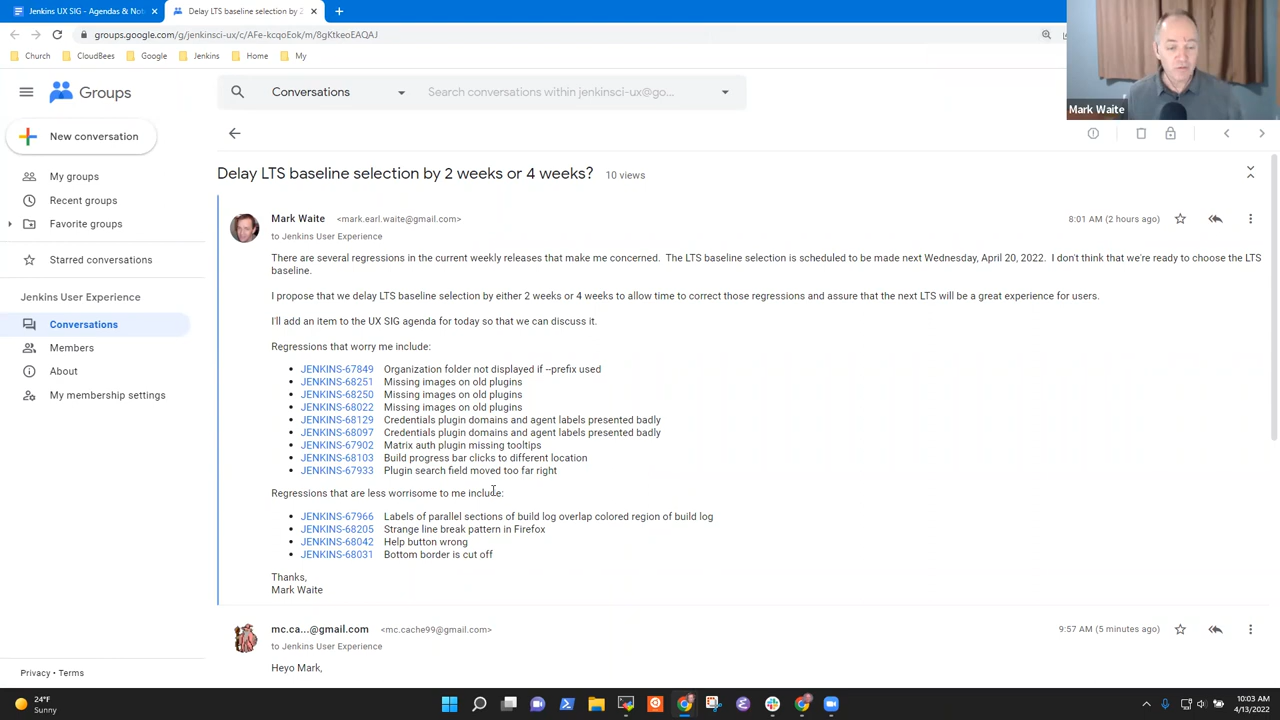 Jenkins UX SIG - Agendas & Not
Delay LTS baseline selection by 2
groups.google.com/g/jenkinsci-ux/c/AFe-kcqoEok/m/8gKtkeoEAQAJ
Church
CloudBees
Google
Jenkins
Home
My
Groups
Conversations
Search conversations within jenkinsci-ux@go...
Mark Waite
New conversation
My groups
Recent groups
Favorite groups
Starred conversations
Jenkins User Experience
Conversations
Members
About
My membership settings
Privacy • Terms
Delay LTS baseline selection by 2 weeks or 4 weeks?
10 views
Mark Waite <mark.earl.waite@gmail.com>
8:01 AM (2 hours ago)
to Jenkins User Experience
There are several regressions in the current weekly releases that make me concerned. The LTS baseline selection is scheduled to be made next Wednesday, April 20, 2022. I don't think that we're ready to choose the LTS
baseline.
I propose that we delay LTS baseline selection by either 2 weeks or 4 weeks to allow time to correct those regressions and assure that the next LTS will be a great experience for users.
I'll add an item to the UX SIG agenda for today so that we can discuss it.
Regressions that worry me include:
• JENKINS-67849 Organization folder not displayed if --prefix used
• JENKINS-68251 Missing images on old plugins
• JENKINS-68250 Missing images on old plugins
• JENKINS-68022 Missing images on old plugins
• JENKINS-68129 Credentials plugin domains and agent labels presented badly
• JENKINS-68097 Credentials plugin domains and agent labels presented badly
• JENKINS-67902 Matrix auth plugin missing tooltips
• JENKINS-68103 Build progress bar clicks to different location
• JENKINS-67933 Plugin search field moved too far right
Regressions that are less worrisome to me include:
• JENKINS-67966 Labels of parallel sections of build log overlap colored region of build log
• JENKINS-68205 Strange line break pattern in Firefox
• JENKINS-68042 Help button wrong
• JENKINS-68031 Bottom border is cut off
Thanks,
Mark Waite
mc.ca...@gmail.com <mc.cache99@gmail.com>
9:57 AM (5 minutes ago)
to Jenkins User Experience
Heyo Mark,
24°F
Sunny
10:03 AM
4/13/2022